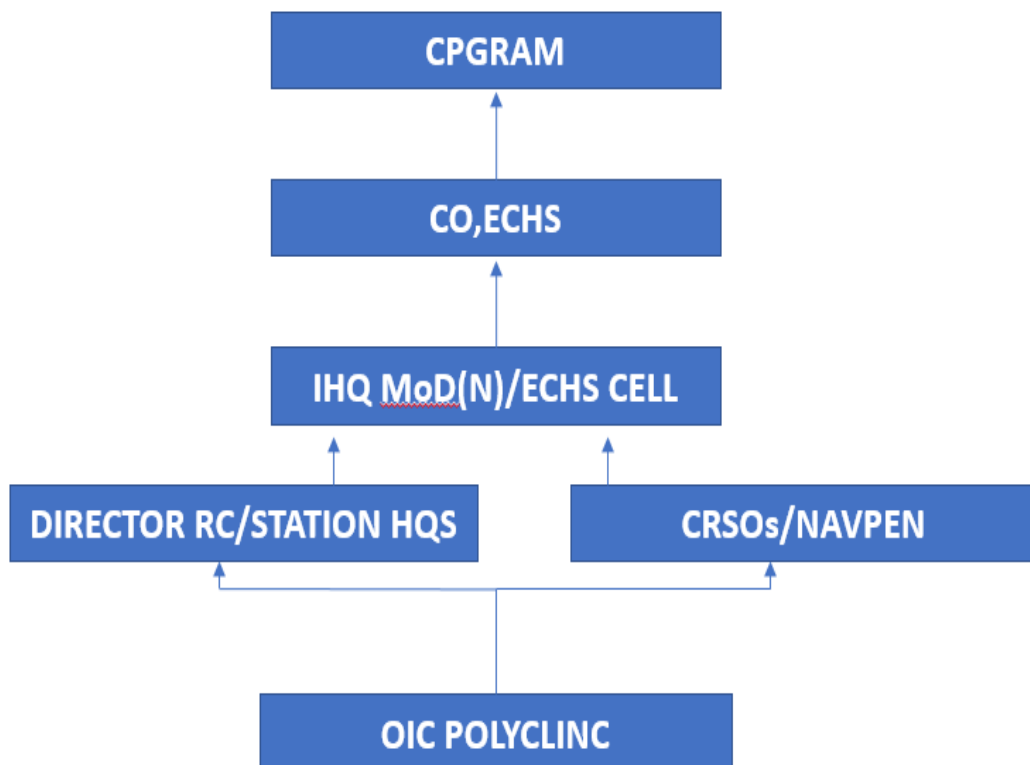 CPGRAM
CO,ECHS
IHQ MoD(N)/ECHS CELL
DIRECTOR RC/STATION HQS
CRSOs/NAVPEN
OIC POLYCLINC